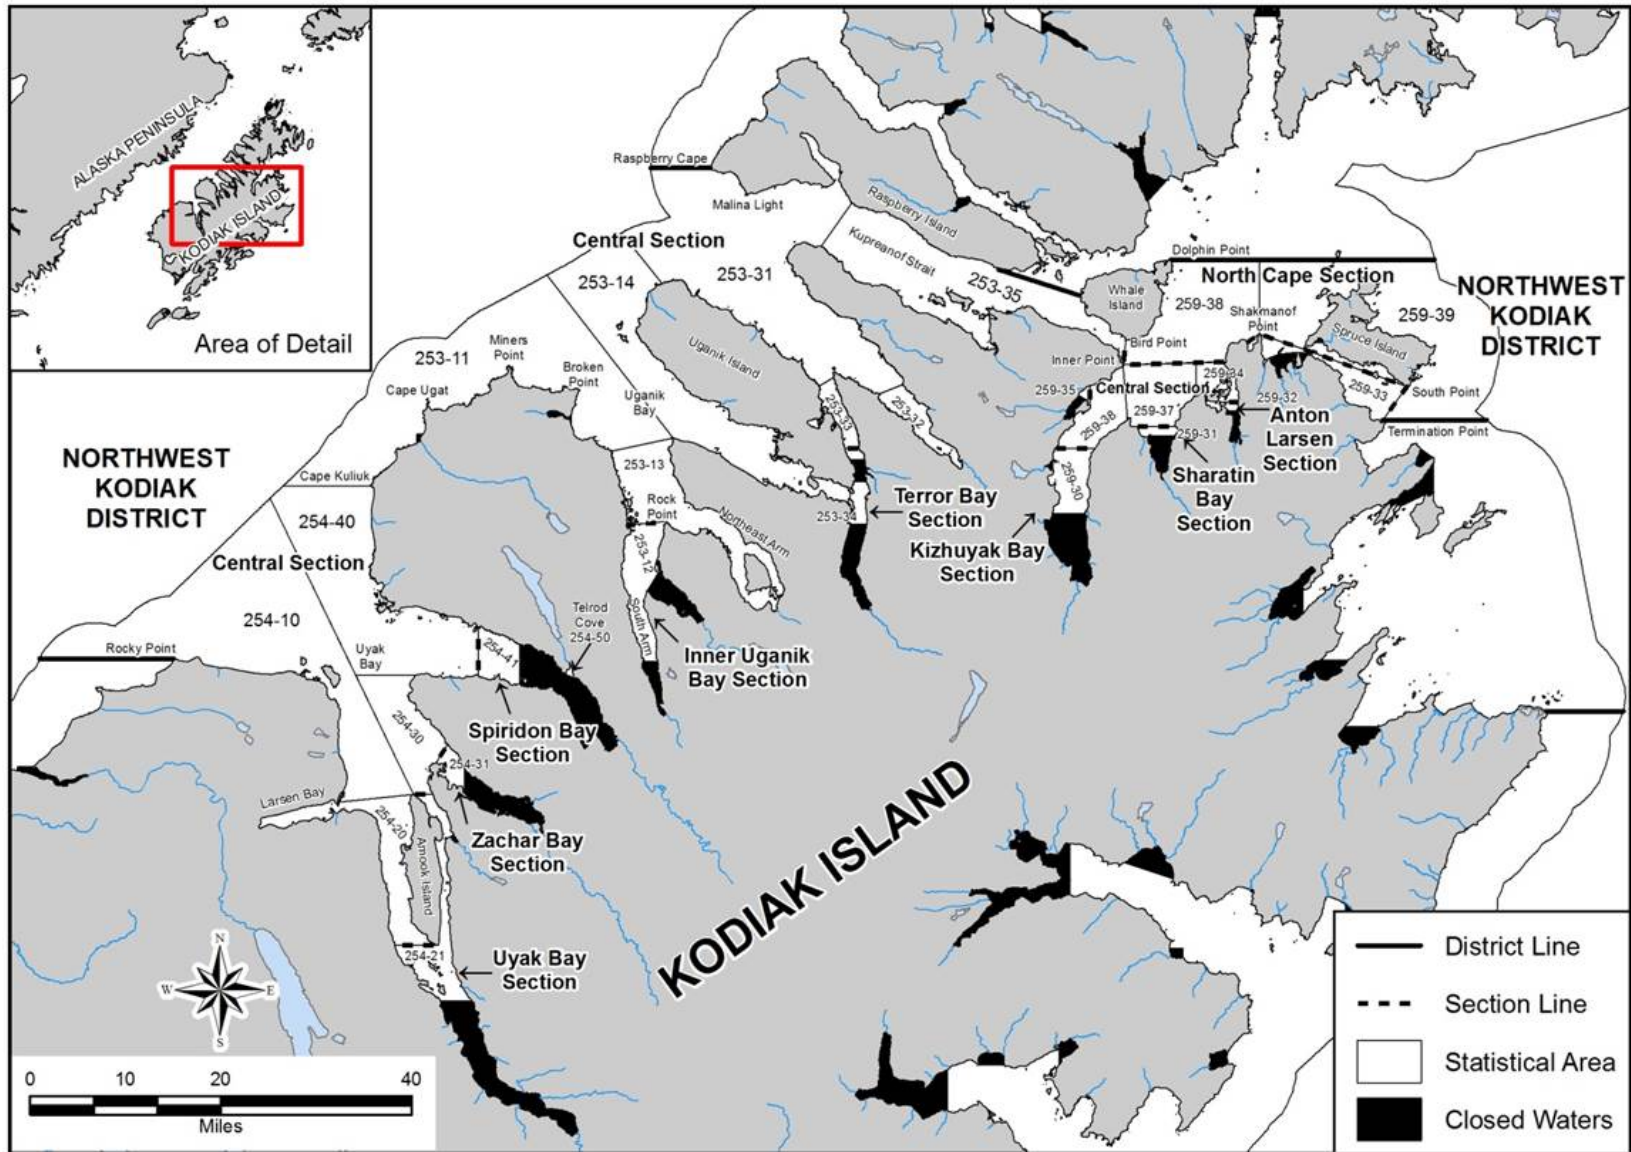 ALASKA PENINSULA
KODIAK ISLAND
Area of Detail
Raspberry Cape
Malina Light
Raspberry Island
Central Section
253-14
253-31
Kupreanof Strait
253-35
Dolphin Point
North Cape Section
Whale
Island
259-38
Shakmanof
Point
259-39
NORTHWEST
KODIAK
DISTRICT
Spruce Island
253-11
Miners
Point
Broken
Point
Cape Ugat
Uganik Island
Uganik
Bay
Bird Point
Inner Point
259-35
Central Section
259-34
259-33
South Point
Termination Point
259-37
259-32
259-31
259-38
Anton
Larsen
Section
253-33
253-32
Sharatin
Bay
Section
259-30
NORTHWEST
KODIAK
DISTRICT
Cape Kuliuk
254-40
253-13
Rock
Point
Northeast Arm
253-34
Terror Bay
Section
Kizhuyak Bay
Section
Central Section
253-12
254-10
Telrod
Cove
254-50
South Arm
Rocky Point
Uyak
Bay
254-41
Inner Uganik
Bay Section
254-30
Spiridon Bay
Section
254-31
Larsen Bay
254-20
Amook Island
Zachar Bay
Section
KODIAK ISLAND
254-21
Uyak Bay
Section
N
W
E
S
0 10 20 40
Miles
District Line
Section Line
Statistical Area
Closed Waters